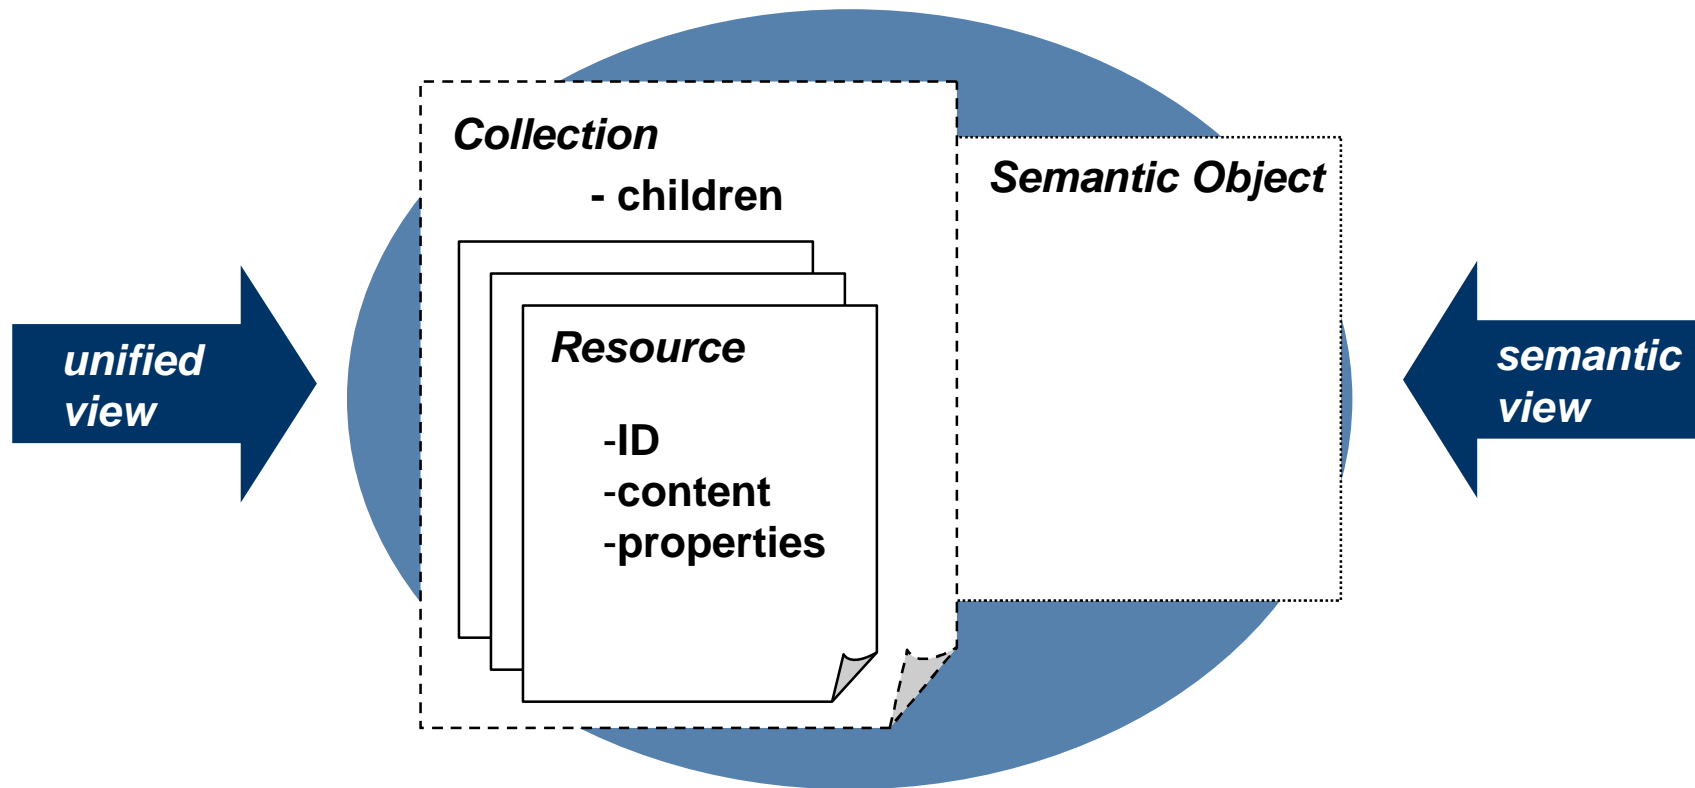 Collection
- children
Semantic Object
unified
view
Resource
-ID
-content
-properties
semantic
view